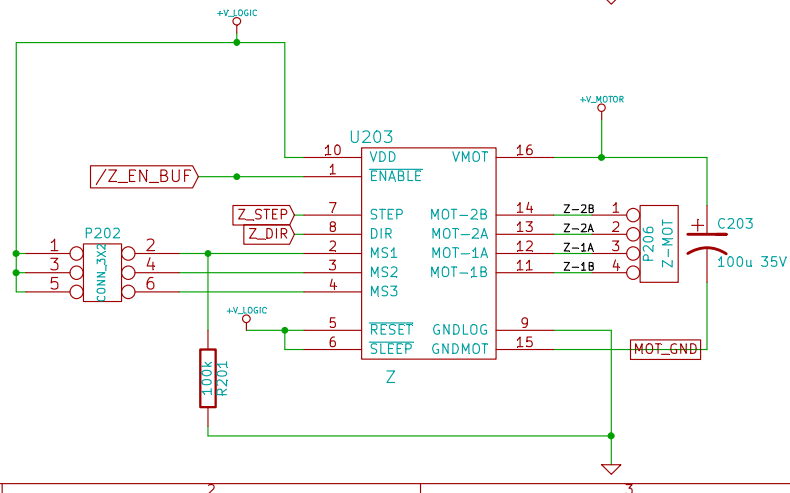 +V_LOGIC
+V_MOTOR
U203
10 VDD VMOT 16
/Z_EN_BUF 1 ENABLE
Z_STEP 7 STEP MOT-2B 14 Z-2B 1
Z_DIR 8 DIR MOT-2A 13 Z-2A 2
2 MS1 MOT-1A 12 Z-1A 3
3 MS2 MOT-1B 11 Z-1B 4
4 MS3
P206
Z-MOT
C203
100u 35V
P202
1 2
3 4
5 6
CONN_3X2
+V_LOGIC
5 RESET GNDLOG 9
6 SLEEP GNDMOT 15
MOT_GND
Z
100k
R201
2 3